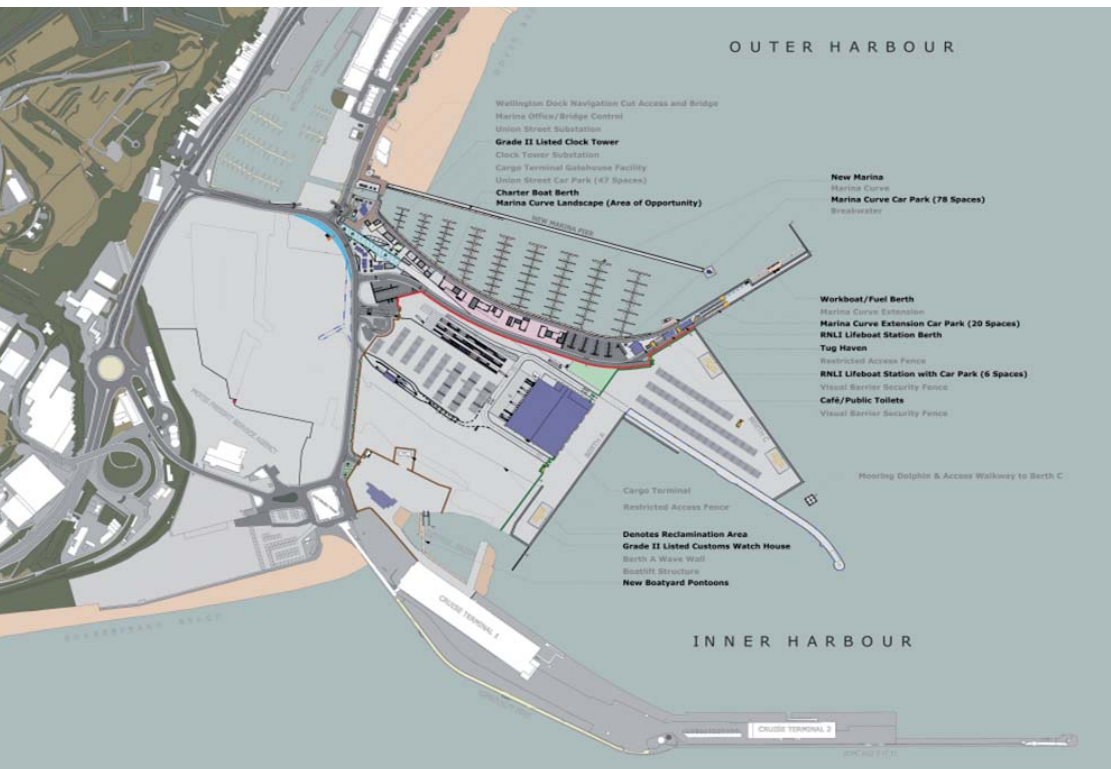 OUTER HARBOUR
WELLINGTON DOCK
Wellington Dock Navigation Cut Access and Bridge
Marina Office/Bridge Control
Union Street Substation
Grade II Listed Clock Tower
Clock Tower Substation
Cargo Terminal Gatehouse Facility
Union Street Car Park (47 Spaces)
Charter Boat Berth
Marina Curve Landscape (Area of Opportunity)
New Marina
Marina Curve
Marina Curve Car Park (78 Spaces)
Breakwater
NEW MARINA PIER
Workboat/Fuel Berth
Marina Curve Extension
Marina Curve Extension Car Park (20 Spaces)
RNLI Lifeboat Station Berth
Tug Haven
Restricted Access Fence
RNLI Lifeboat Station with Car Park (6 Spaces)
Visual Barrier Security Fence
Café/Public Toilets
Visual Barrier Security Fence
BERTH A
BERTH C
Mooring Dolphin & Access Walkway to Berth C
Cargo Terminal
Restricted Access Fence
Denotes Reclamation Area
Grade II Listed Customs Watch House
Berth A Wave Wall
Boatlift Structure
New Boatyard Pontoons
CRUISE TERMINAL 1
INNER HARBOUR
SHAKESPEARE BEACH
CRUISE TERMINAL 2